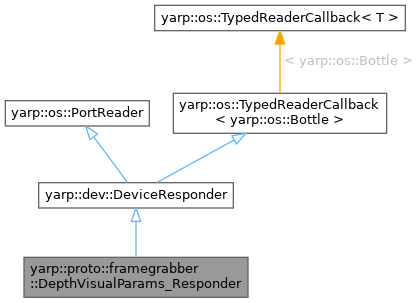 yarp::os::TypedReaderCallback< T >
< yarp::os::Bottle >
yarp::os::PortReader
yarp::os::TypedReaderCallback
< yarp::os::Bottle >
yarp::dev::DeviceResponder
yarp::proto::framegrabber
::DepthVisualParams_Responder